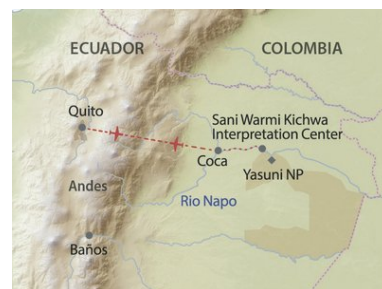 ECUADOR
COLOMBIA
Quito
Sani Warmi Kichwa
Interpretation Center
Coca
Yasuni NP
Andes
Rio Napo
Baños